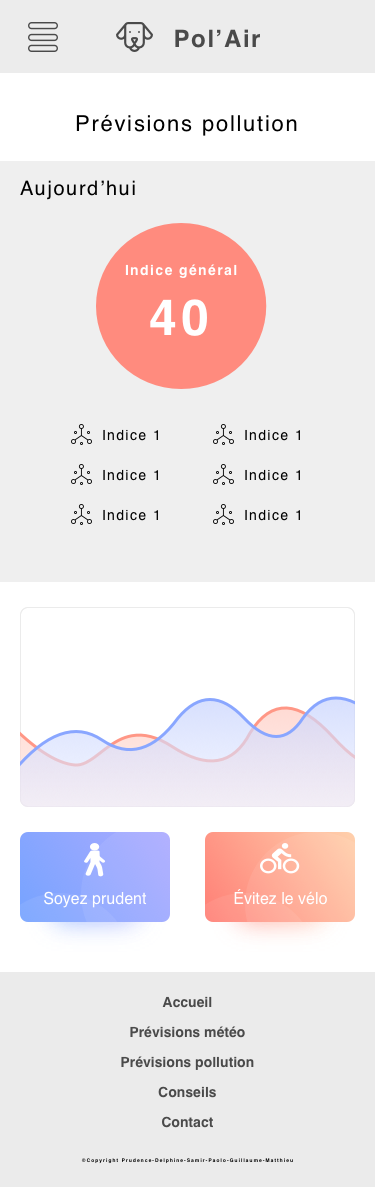 Pol’Air
Prévisions pollution
Aujourd’hui
Indice général
40
Indice 1 Indice 1
Indice 1 Indice 1
Indice 1 Indice 1
Soyez prudent Évitez le vélo
Accueil
Prévisions météo
Prévisions pollution
Conseils
Contact
©Copyright Prudence-Delphine-Samir-Paolo-Guillaume-Matthieu